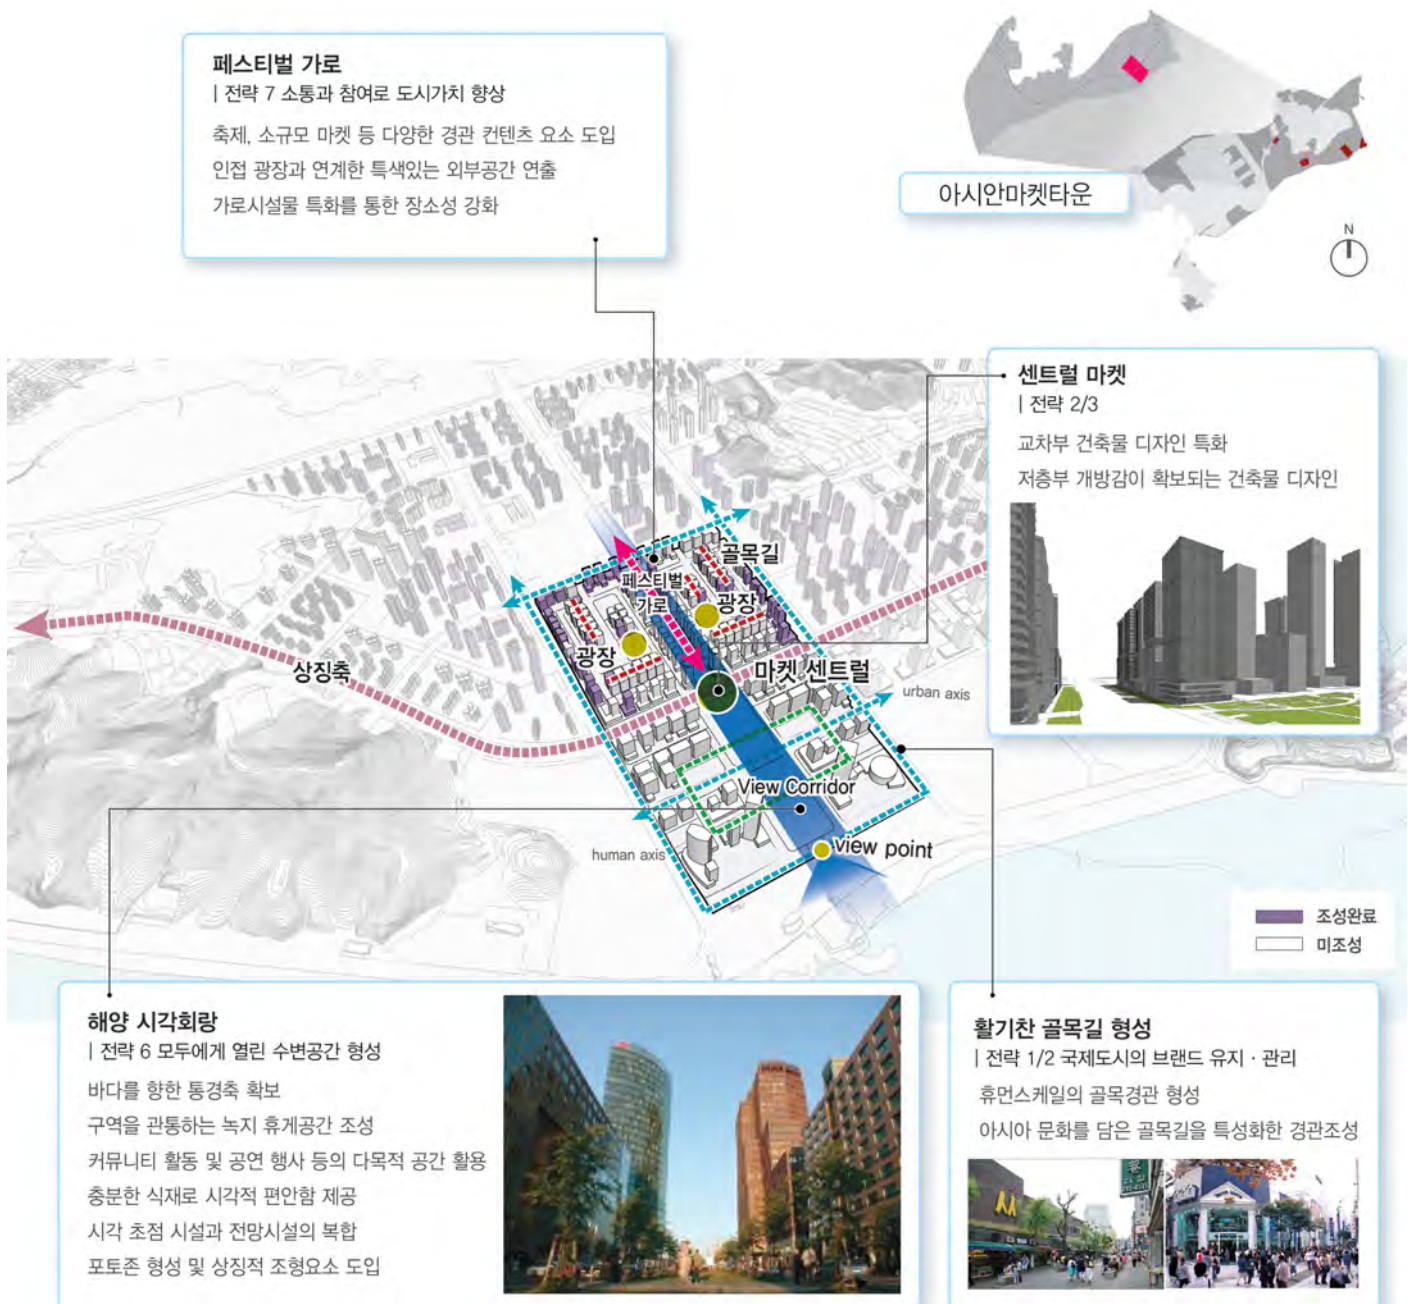 페스티벌 가로
| 전략 7 소통과 참여로 도시가치 향상
축제, 소규모 마켓 등 다양한 경관 컨텐츠 요소 도입
인접 광장과 연계한 특색있는 외부공간 연출
가로시설물 특화를 통한 장소성 강화
아시안마켓타운
N
센트럴 마켓
| 전략 2/3
교차부 건축물 디자인 특화
저층부 개방감이 확보되는 건축물 디자인
골목길
페스티벌
가로
광장
광장
상징축
마켓 센트럴
urban axis
View Corridor
human axis
view point
조성완료
미조성
해양 시각회랑
| 전략 6 모두에게 열린 수변공간 형성
바다를 향한 통경축 확보
구역을 관통하는 녹지 휴게공간 조성
커뮤니티 활동 및 공연 행사 등의 다목적 공간 활용
충분한 식재로 시각적 편안함 제공
시각 초점 시설과 전망시설의 복합
포토존 형성 및 상징적 조형요소 도입
활기찬 골목길 형성
| 전략 1/2 국제도시의 브랜드 유지 · 관리
휴먼스케일의 골목경관 형성
아시아 문화를 담은 골목길을 특성화한 경관조성